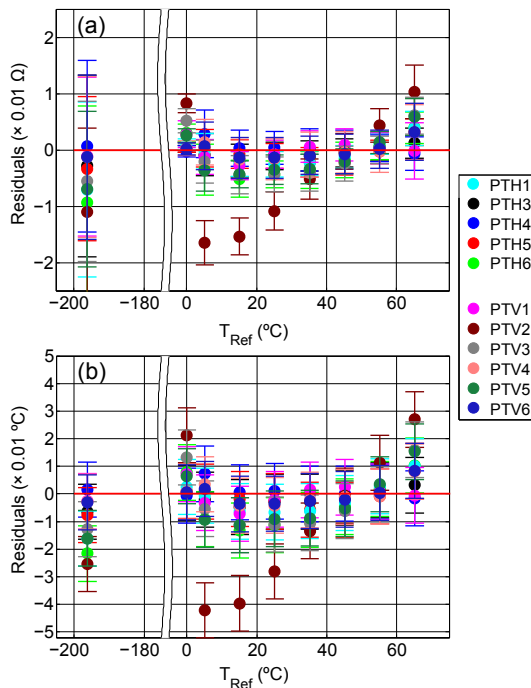 (a)
Residuals (× 0.01 Ω)
2
1
0
−1
−2
−200 −180 0 20 40 60
T_Ref (ºC)
PTH1
PTH3
PTH4
PTH5
PTH6
PTV1
PTV2
PTV3
PTV4
PTV5
PTV6
(b)
Residuals (× 0.01 ºC)
5
4
3
2
1
0
−1
−2
−3
−4
−5
−200 −180 0 20 40 60
T_Ref (ºC)